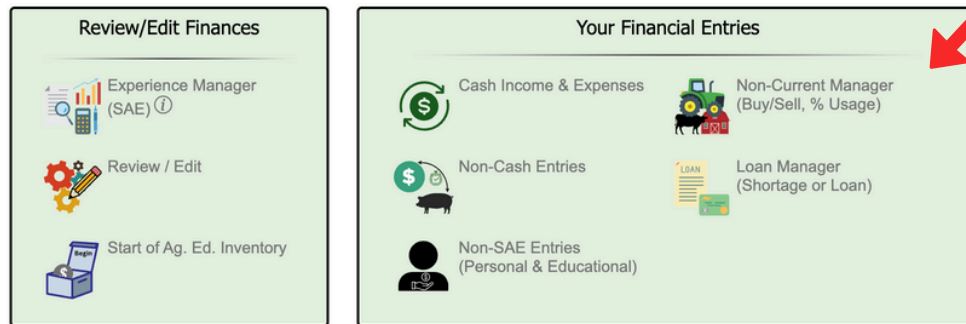 Review/Edit Finances
Experience Manager
(SAE) i
Review / Edit
Begin
$
Start of Ag. Ed. Inventory
Your Financial Entries
$
Cash Income & Expenses
$
Non-Cash Entries
$
Non-SAE Entries
(Personal & Educational)
Non-Current Manager
(Buy/Sell, % Usage)
LOAN
Loan Manager
(Shortage or Loan)